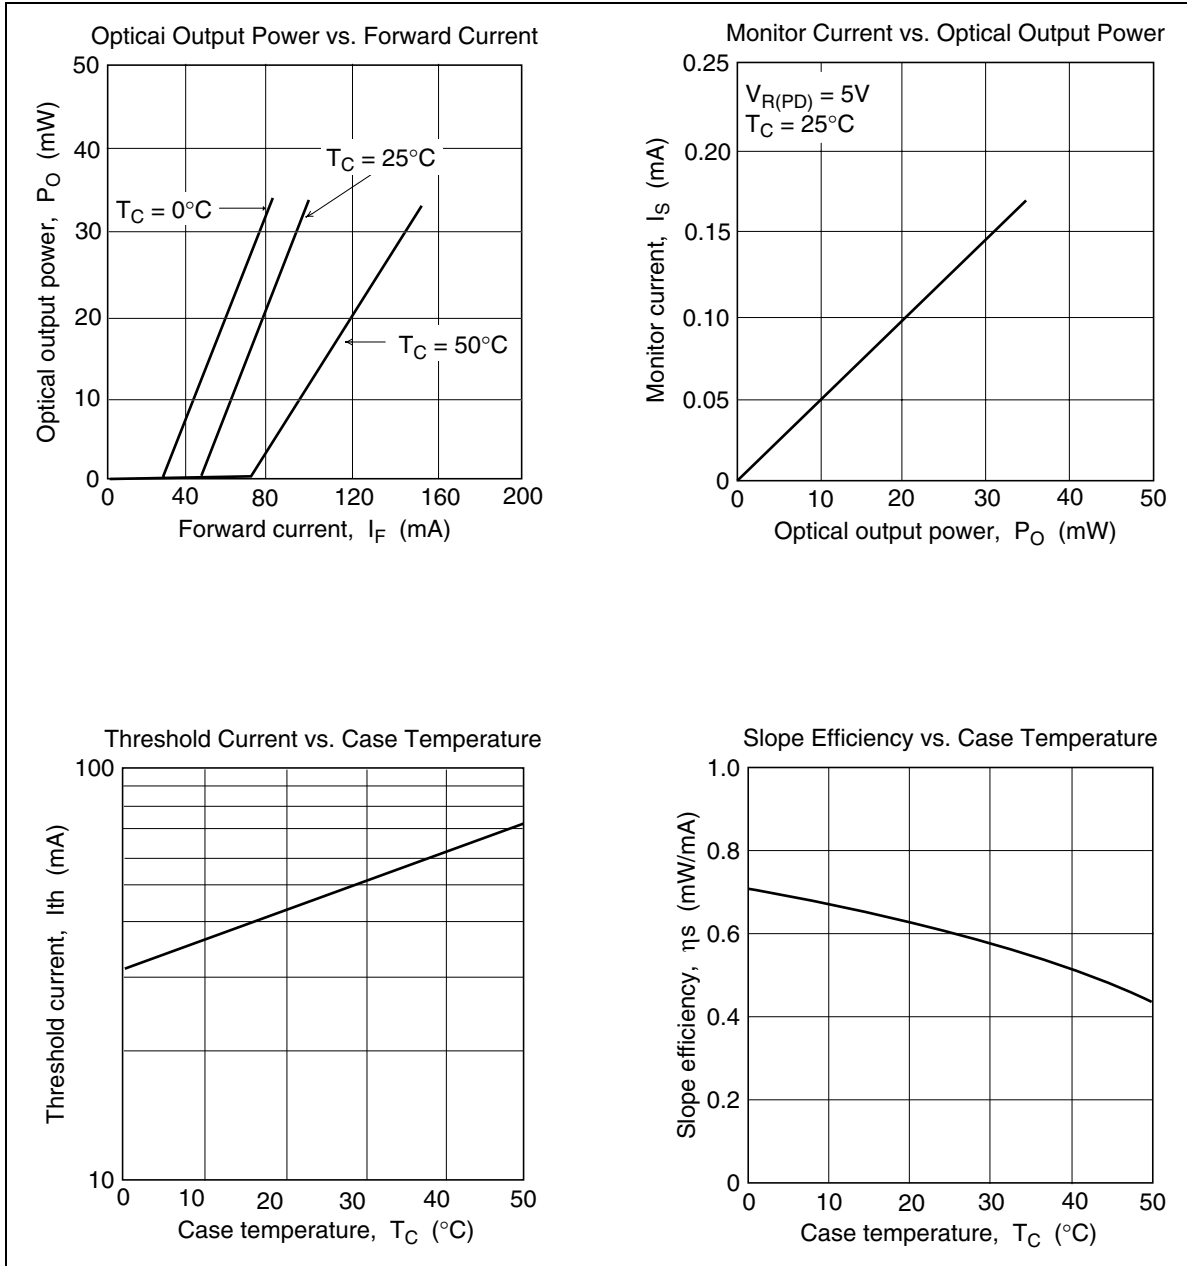 Opticai Output Power vs. Forward Current
50
40
30
20
10
0
Optical output power, PO (mW)
TC = 0°C
TC = 25°C
TC = 50°C
0 40 80 120 160 200
Forward current, IF (mA)
Monitor Current vs. Optical Output Power
0.25
0.20
0.15
0.10
0.05
0
Monitor current, IS (mA)
VR(PD) = 5V
TC = 25°C
0 10 20 30 40 50
Optical output power, PO (mW)
Threshold Current vs. Case Temperature
100
10
Threshold current, Ith (mA)
0 10 20 30 40 50
Case temperature, TC (°C)
Slope Efficiency vs. Case Temperature
1.0
0.8
0.6
0.4
0.2
0
Slope efficiency, ηs (mW/mA)
0 10 20 30 40 50
Case temperature, TC (°C)